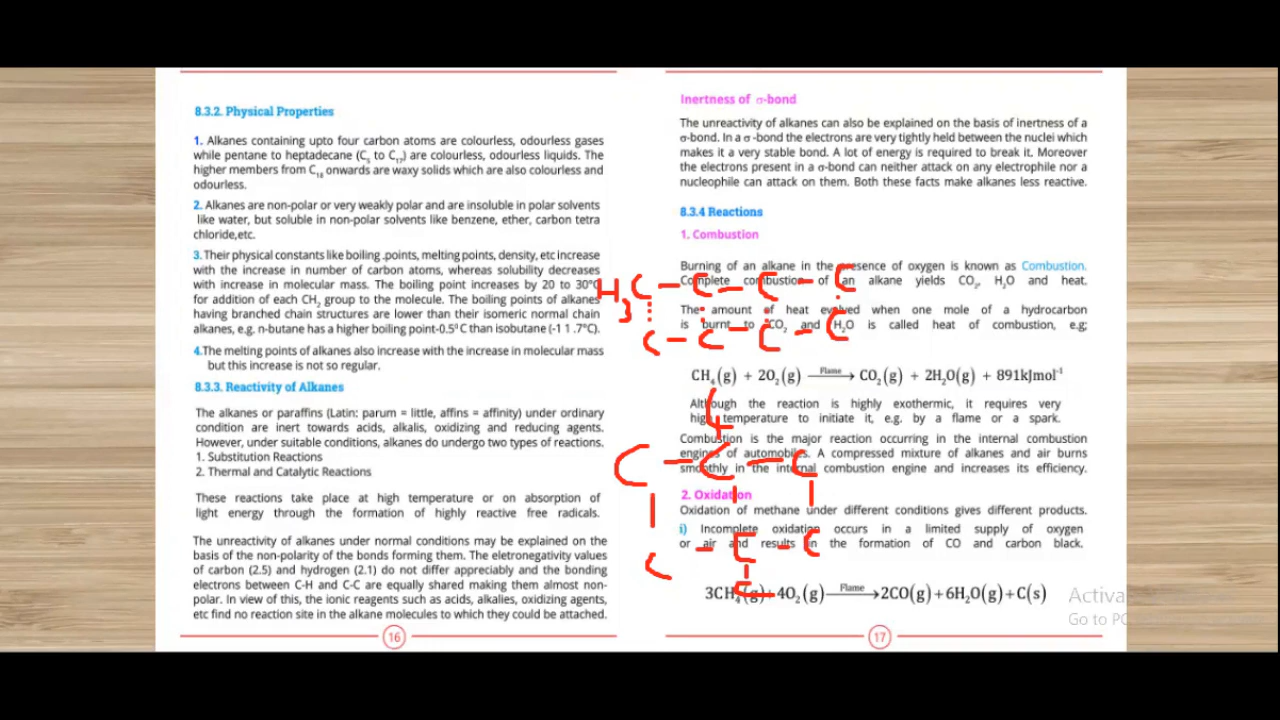 8.3.2. Physical Properties
1. Alkanes containing upto four carbon atoms are colourless, odourless gases
while pentane to heptadecane (C₅ to C₁₇) are colourless, odourless liquids. The
higher members from C₁₈ onwards are waxy solids which are also colourless and
odourless.
2. Alkanes are non-polar or very weakly polar and are insoluble in polar solvents
like water, but soluble in non-polar solvents like benzene, ether, carbon tetra
chloride,etc.
3. Their physical constants like boiling .points, melting points, density, etc increase
with the increase in number of carbon atoms, whereas solubility decreases
with increase in molecular mass. The boiling point increases by 20 to 30°C
for addition of each CH₂ group to the molecule. The boiling points of alkanes
having branched chain structures are lower than their isomeric normal chain
alkanes, e.g. n-butane has a higher boiling point-0.5⁰ C than isobutane (-1 1.7°C).
4.The melting points of alkanes also increase with the increase in molecular mass
but this increase is not so regular.
8.3.3. Reactivity of Alkanes
The alkanes or paraffins (Latin: parum = little, affins = affinity) under ordinary
condition are inert towards acids, alkalis, oxidizing and reducing agents.
However, under suitable conditions, alkanes do undergo two types of reactions.
1. Substitution Reactions
2. Thermal and Catalytic Reactions
These reactions take place at high temperature or on absorption of
light energy through the formation of highly reactive free radicals.
The unreactivity of alkanes under normal conditions may be explained on the
basis of the non-polarity of the bonds forming them. The eletronegativity values
of carbon (2.5) and hydrogen (2.1) do not differ appreciably and the bonding
electrons between C-H and C-C are equally shared making them almost non-
polar. In view of this, the ionic reagents such as acids, alkalies, oxidizing agents,
etc find no reaction site in the alkane molecules to which they could be attached.
16
Inertness of σ-bond
The unreactivity of alkanes can also be explained on the basis of inertness of a
σ-bond. In a σ -bond the electrons are very tightly held between the nuclei which
makes it a very stable bond. A lot of energy is required to break it. Moreover
the electrons present in a σ-bond can neither attack on any electrophile nor a
nucleophile can attack on them. Both these facts make alkanes less reactive.
8.3.4 Reactions
1. Combustion
Burning of an alkane in the presence of oxygen is known as Combustion.
Complete combustion of an alkane yields CO₂, H₂O and heat.
H₃C - C - C - C
The amount of heat evolved when one mole of a hydrocarbon
is burnt to CO₂ and H₂O is called heat of combustion, e.g;
C - C - C - C
CH₄(g) + 2O₂(g) —Flame→ CO₂(g) + 2H₂O(g) + 891kJmol⁻¹
Although the reaction is highly exothermic, it requires very
high temperature to initiate it, e.g. by a flame or a spark.
C
Combustion is the major reaction occurring in the internal combustion
engines of automobiles. A compressed mixture of alkanes and air burns
smoothly in the internal combustion engine and increases its efficiency.
C - C - C
2. Oxidation
Oxidation of methane under different conditions gives different products.
i) Incomplete oxidation occurs in a limited supply of oxygen
or air and results in the formation of CO and carbon black.
C - C - C
C
3CH₄(g)+4O₂(g) —Flame→ 2CO(g)+6H₂O(g)+C(s)
17
Activa
Go to PC